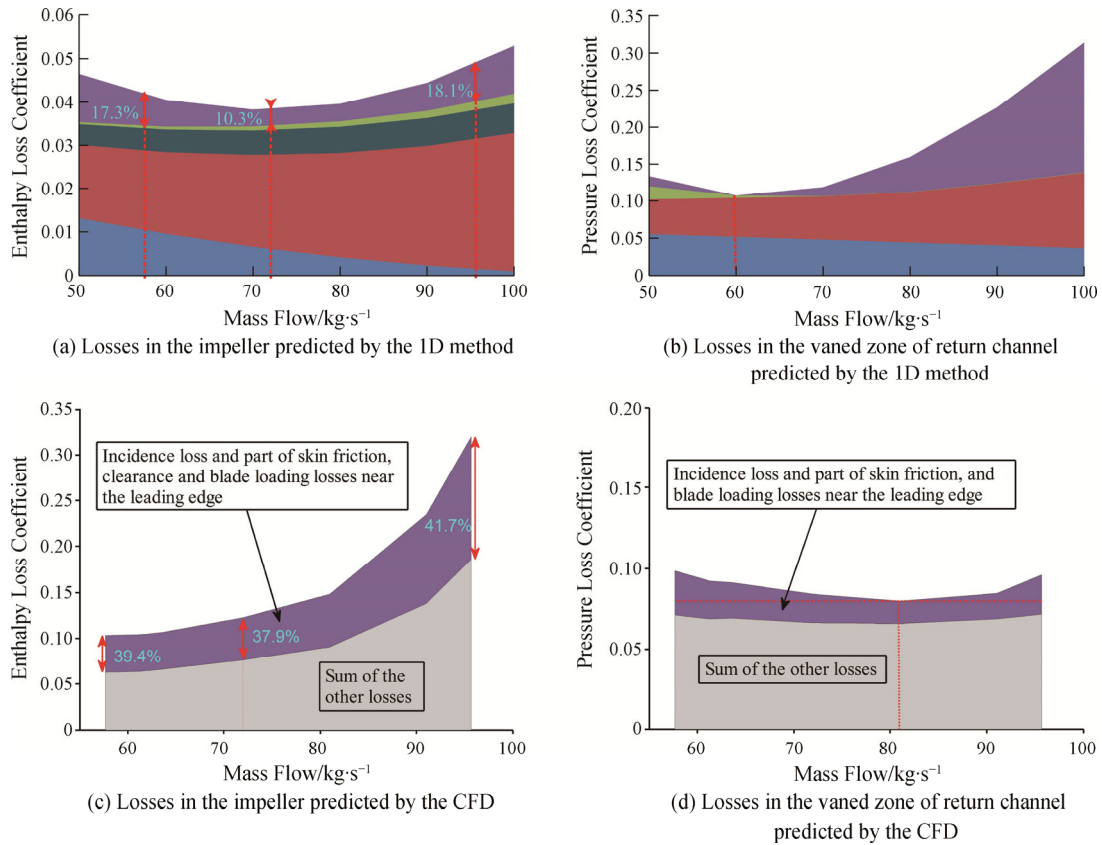 0.06
0.05
0.04
0.03
0.02
0.01
0
Enthalpy Loss Coefficient
17.3%
10.3%
18.1%
50 60 70 80 90 100
Mass Flow/kg·s⁻¹
(a) Losses in the impeller predicted by the 1D method
0.35
0.30
0.25
0.20
0.15
0.10
0.05
0
Pressure Loss Coefficient
50 60 70 80 90 100
Mass Flow/kg·s⁻¹
(b) Losses in the vaned zone of return channel
predicted by the 1D method
0.35
0.30
0.25
0.20
0.15
0.10
0.05
0
Enthalpy Loss Coefficient
Incidence loss and part of skin friction,
clearance and blade loading losses near
the leading edge
39.4%
37.9%
41.7%
Sum of the
other losses
60 70 80 90 100
Mass Flow/kg·s⁻¹
(c) Losses in the impeller predicted by the CFD
0.20
0.15
0.10
0.05
0
Pressure Loss Coefficient
Incidence loss and part of skin friction, and
blade loading losses near the leading edge
Sum of the other losses
60 70 80 90 100
Mass Flow/kg·s⁻¹
(d) Losses in the vaned zone of return channel
predicted by the CFD